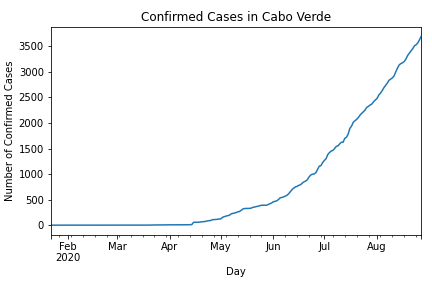 Confirmed Cases in Cabo Verde
Number of Confirmed Cases
3500
3000
2500
2000
1500
1000
500
0
Feb Mar Apr May Jun Jul Aug
2020
Day